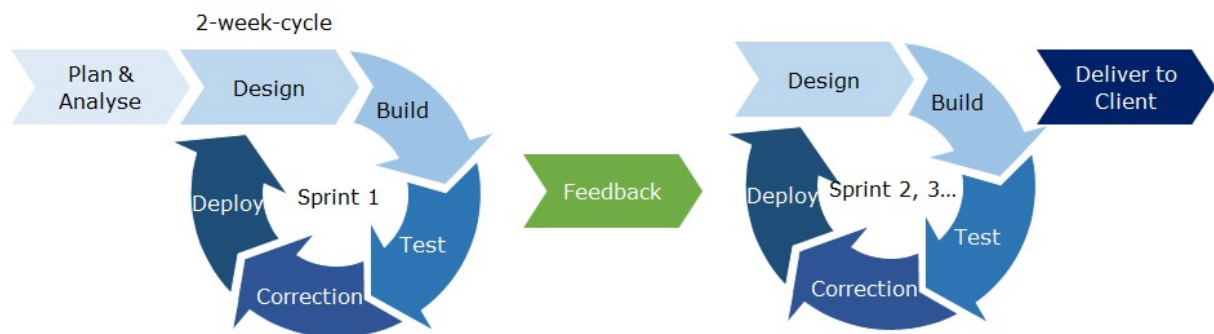 2-week-cycle
Plan &
Analyse
Design
Build
Test
Correction
Deploy
Sprint 1
Feedback
Design
Build
Test
Correction
Deploy
Sprint 2, 3...
Deliver to
Client